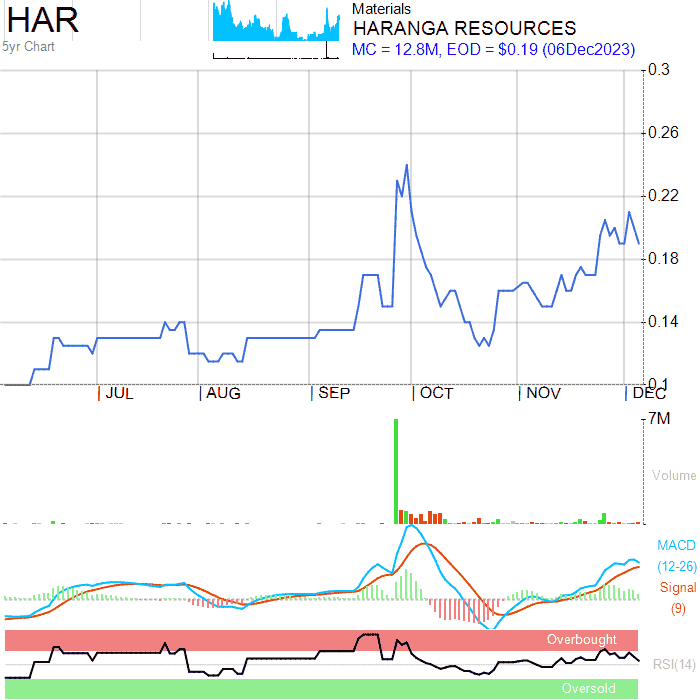 HAR
5yr Chart
Materials
HARANGA RESOURCES
MC = 12.8M, EOD = $0.19 (06Dec2023)
0.3
0.26
0.22
0.18
0.14
0.1
JUL AUG SEP OCT NOV DEC
7M
Volume
MACD
(12-26)
Signal
(9)
Overbought
RSI(14)
Oversold